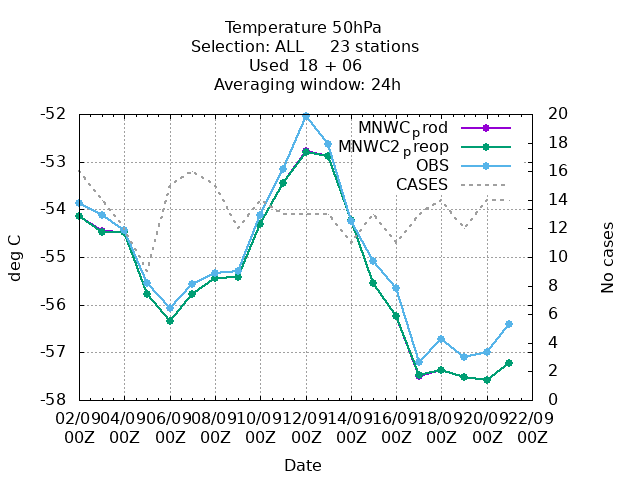 Temperature 50hPa
Selection: ALL 23 stations
Used 18 + 06
Averaging window: 24h
MNWCprod
MNWC2preop
OBS
CASES
-52
-53
-54
-55
-56
-57
-58
deg C
20
18
16
14
12
10
8
6
4
2
0
No cases
02/09 04/09 06/09 08/09 10/09 12/09 14/09 16/09 18/09 20/09 22/09
00Z 00Z 00Z 00Z 00Z 00Z 00Z 00Z 00Z 00Z 00Z
Date